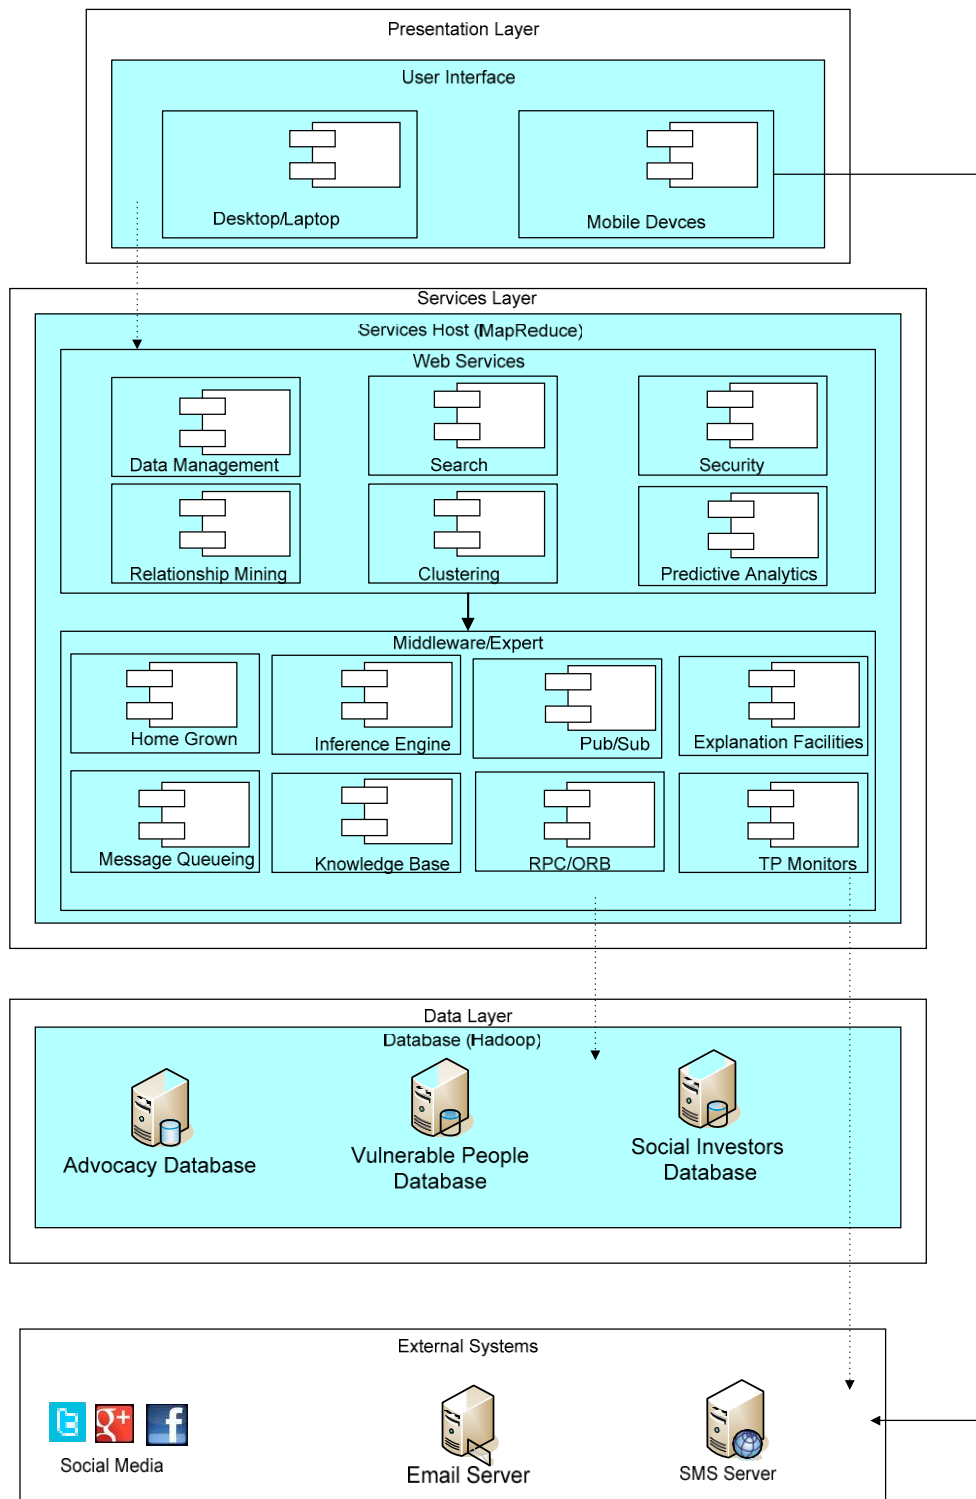 Presentation Layer
User Interface
Desktop/Laptop
Mobile Devces
Services Layer
Services Host (MapReduce)
Web Services
Data Management
Search
Security
Relationship Mining
Clustering
Predictive Analytics
Middleware/Expert
Home Grown
Inference Engine
Pub/Sub
Explanation Facilities
Message Queueing
Knowledge Base
RPC/ORB
TP Monitors
Data Layer
Database (Hadoop)
Advocacy Database
Vulnerable People
Database
Social Investors
Database
External Systems
t
g+
f
Social Media
Email Server
SMS Server